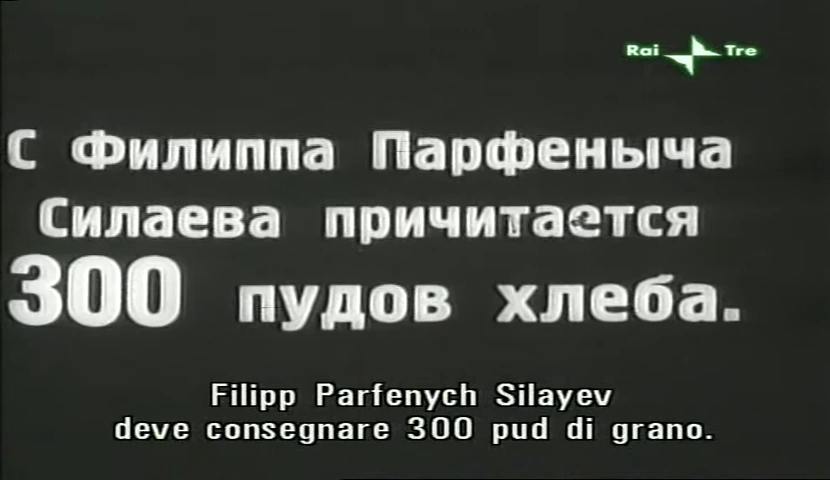 Rai Tre
С Филиппа Парфеныча
Силаева причитается
300 пудов хлеба.
Filipp Parfenych Silayev
deve consegnare 300 pud di grano.